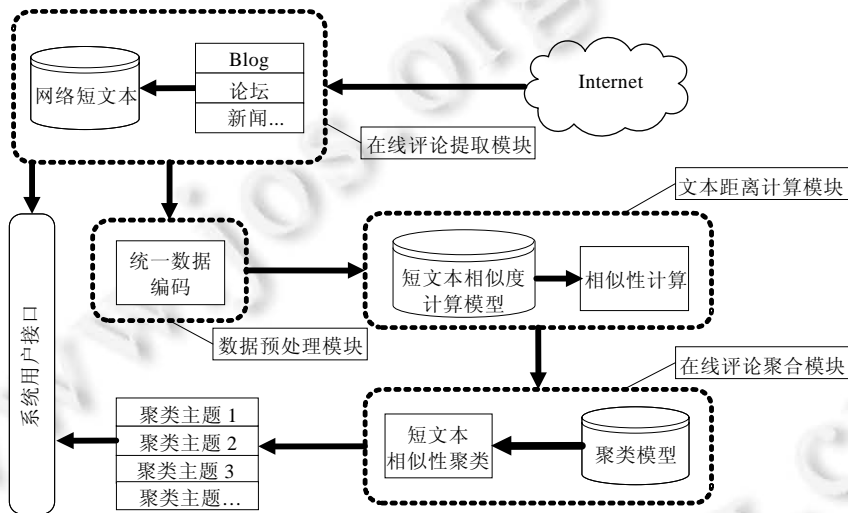 Blog
论坛
新闻...
网络短文本
Internet
在线评论提取模块
文本距离计算模块
统一数据
编码
短文本相似度
计算模型
相似性计算
数据预处理模块
系统用户接口
在线评论聚合模块
聚类主题 1
聚类主题 2
聚类主题 3
聚类主题...
短文本
相似性聚类
聚类模型